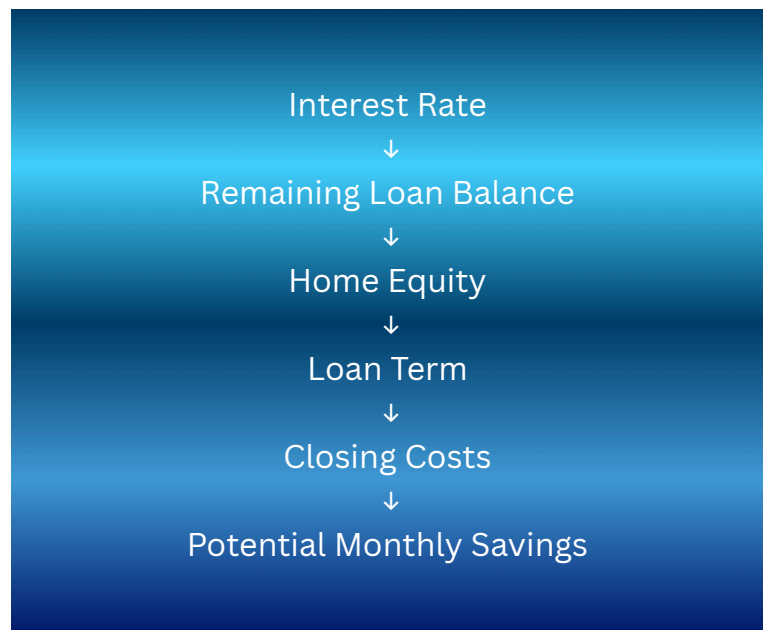 Interest Rate
↓
Remaining Loan Balance
↓
Home Equity
↓
Loan Term
↓
Closing Costs
↓
Potential Monthly Savings